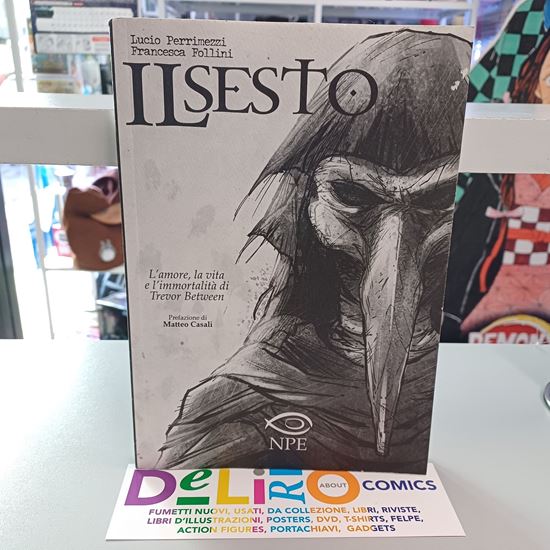 Lucio Perrimezzi
Francesca Follini
IL SESTO
L'amore, la vita
e l'immortalità di
Trevor Between
Prefazione di
Matteo Casali
NPE
DELIRIO ABOUT COMICS
FUMETTI NUOVI, USATI, DA COLLEZIONE, LIBRI, RIVISTE,
LIBRI D'ILLUSTRAZIONI, POSTERS, DVD, T-SHIRTS, FELPE,
ACTION FIGURES, PORTACHIAVI, GADGETS